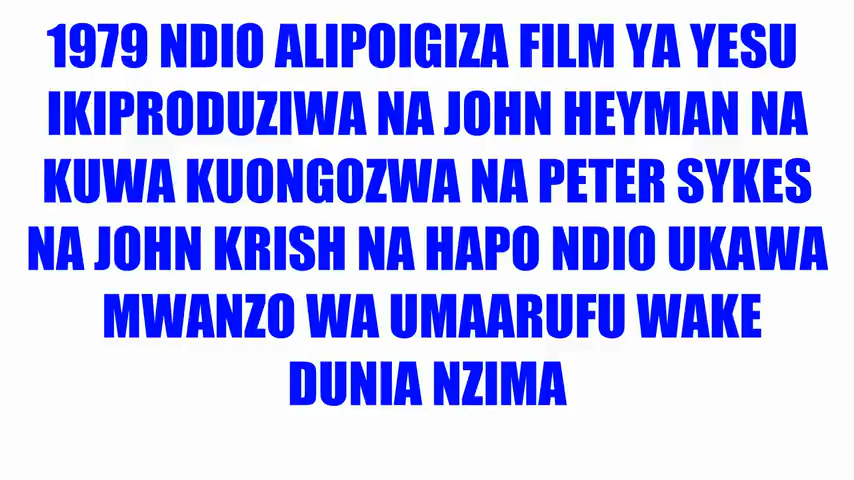 1979 NDIO ALIPOIGIZA FILM YA YESU
IKIPRODUZIWA NA JOHN HEYMAN NA
KUWA KUONGOZWA NA PETER SYKES
NA JOHN KRISH NA HAPO NDIO UKAWA
MWANZO WA UMAARUFU WAKE
DUNIA NZIMA